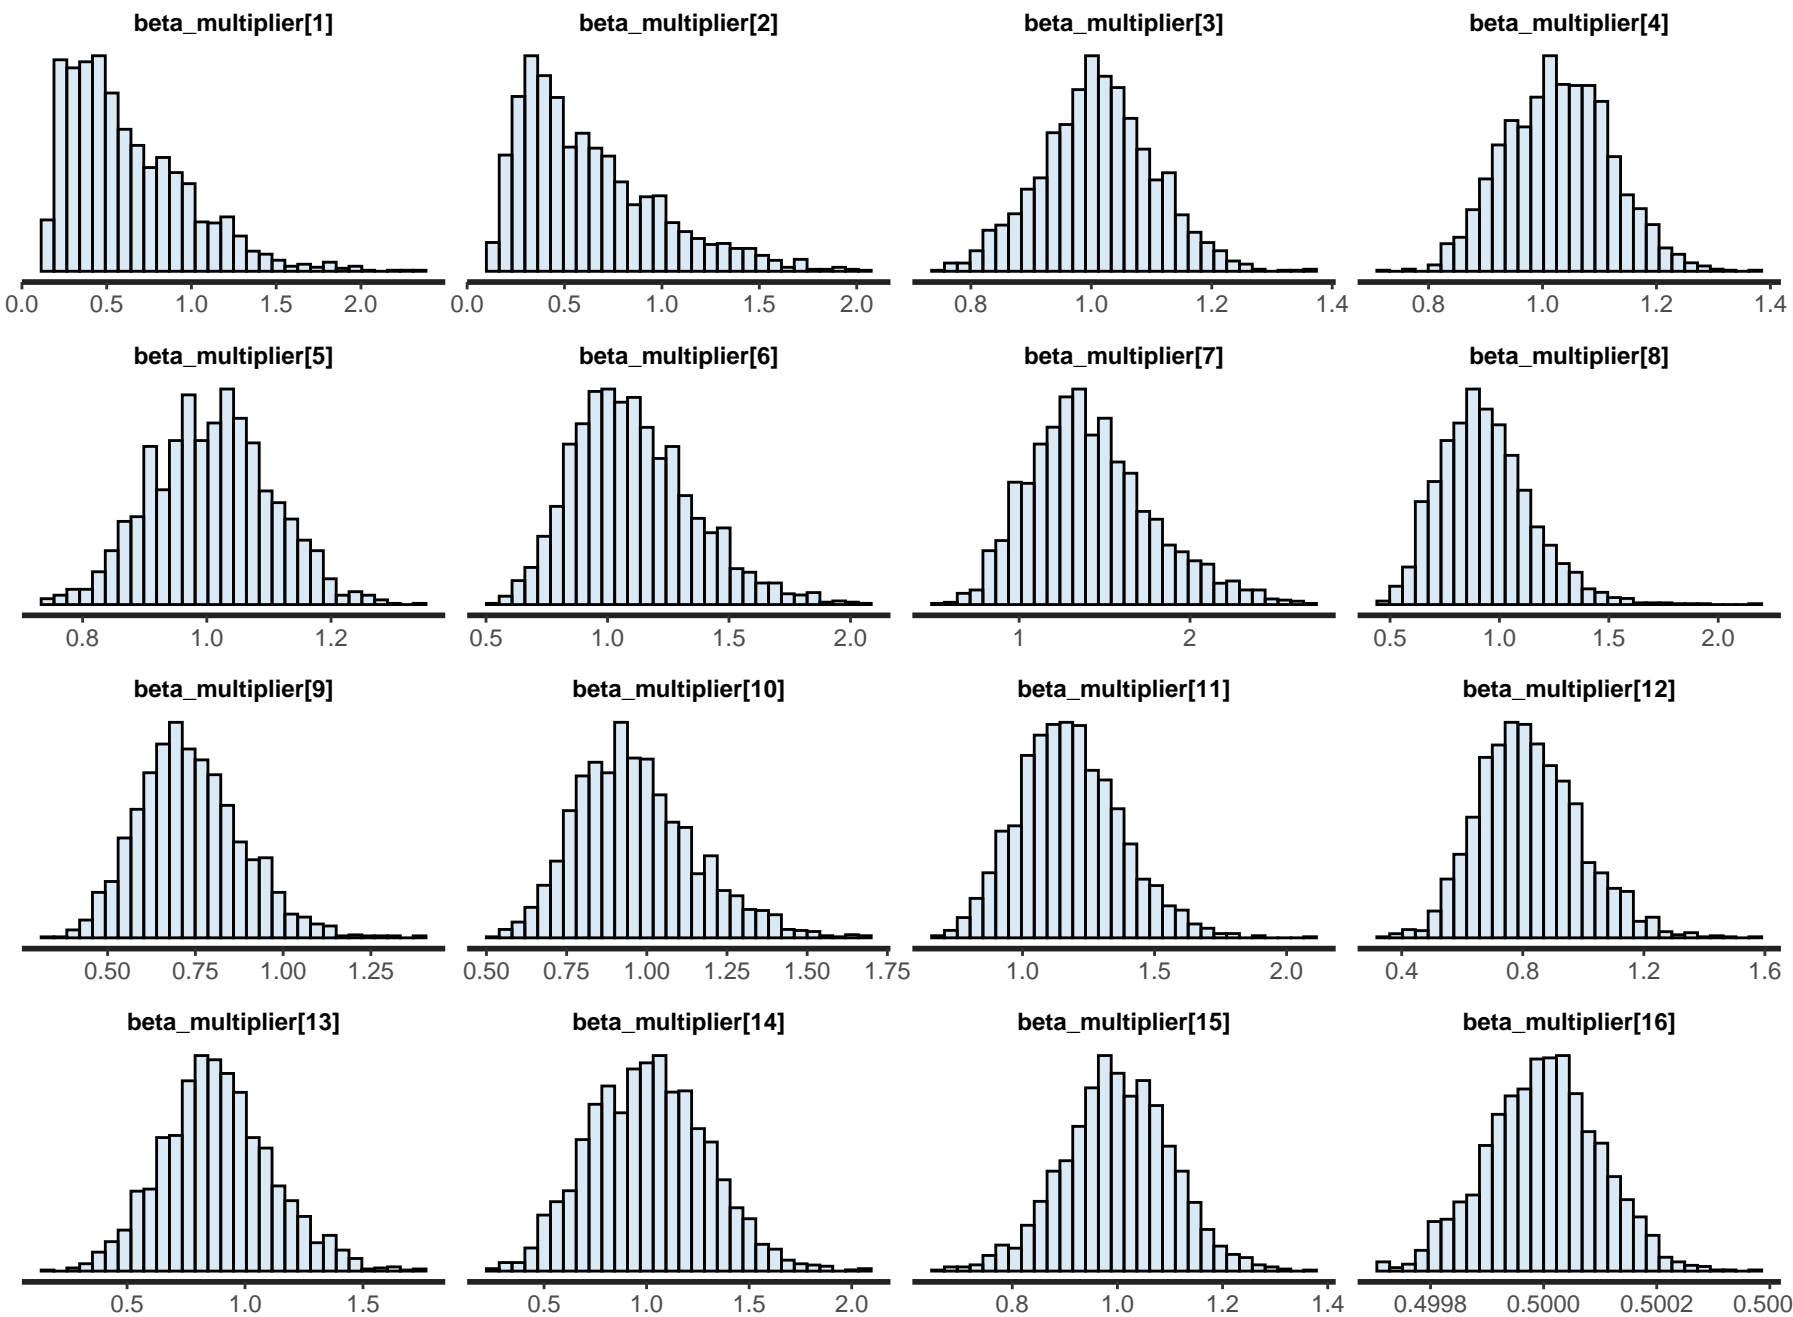 beta_multiplier[1] beta_multiplier[2] beta_multiplier[3] beta_multiplier[4]
0.0 0.5 1.0 1.5 2.0 0.0 0.5 1.0 1.5 2.0 0.8 1.0 1.2 1.4 0.8 1.0 1.2 1.4
beta_multiplier[5] beta_multiplier[6] beta_multiplier[7] beta_multiplier[8]
0.8 1.0 1.2 0.5 1.0 1.5 2.0 1 2 0.5 1.0 1.5 2.0
beta_multiplier[9] beta_multiplier[10] beta_multiplier[11] beta_multiplier[12]
0.50 0.75 1.00 1.25 0.50 0.75 1.00 1.25 1.50 1.75 1.0 1.5 2.0 0.4 0.8 1.2 1.6
beta_multiplier[13] beta_multiplier[14] beta_multiplier[15] beta_multiplier[16]
0.5 1.0 1.5 0.5 1.0 1.5 2.0 0.8 1.0 1.2 1.4 0.4998 0.5000 0.5002 0.500